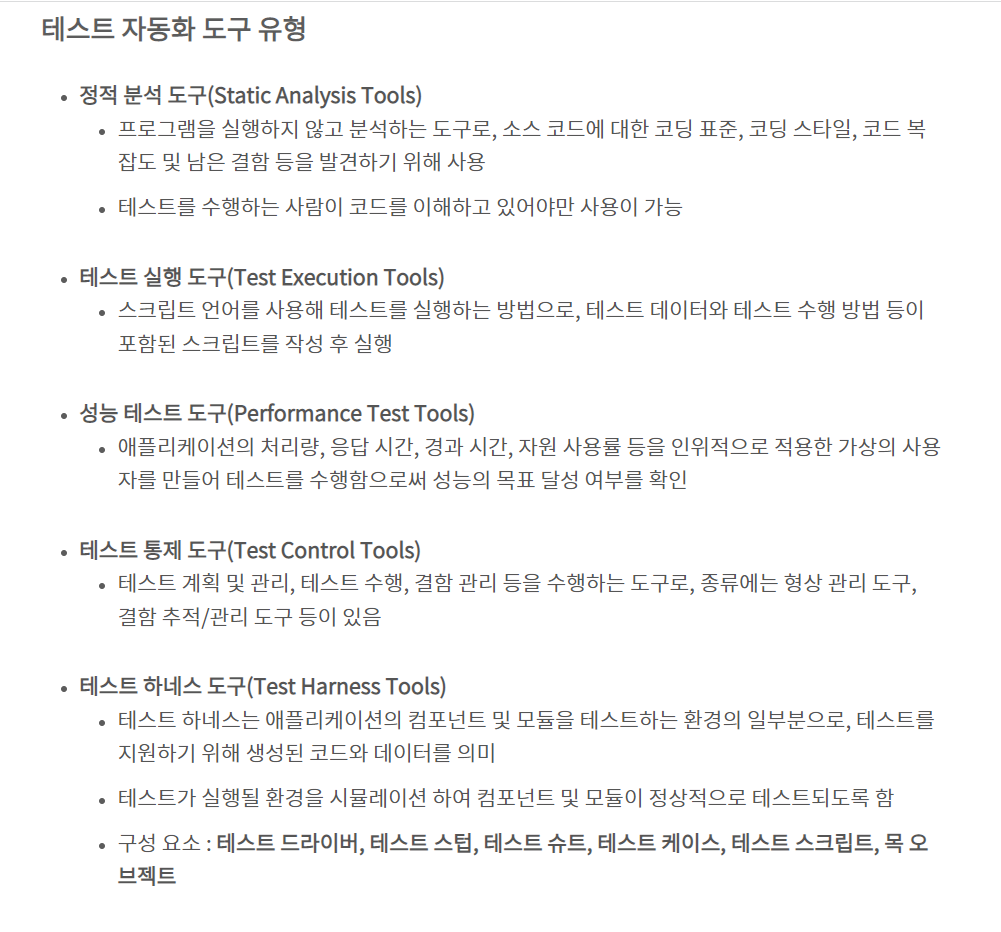 테스트 자동화 도구 유형
정적 분석 도구(Static Analysis Tools)
프로그램을 실행하지 않고 분석하는 도구로, 소스 코드에 대한 코딩 표준, 코딩 스타일, 코드 복
잡도 및 남은 결함 등을 발견하기 위해 사용
테스트를 수행하는 사람이 코드를 이해하고 있어야만 사용이 가능
테스트 실행 도구(Test Execution Tools)
스크립트 언어를 사용해 테스트를 실행하는 방법으로, 테스트 데이터와 테스트 수행 방법 등이
포함된 스크립트를 작성 후 실행
성능 테스트 도구(Performance Test Tools)
애플리케이션의 처리량, 응답 시간, 경과 시간, 자원 사용률 등을 인위적으로 적용한 가상의 사용
자를 만들어 테스트를 수행함으로써 성능의 목표 달성 여부를 확인
테스트 통제 도구(Test Control Tools)
테스트 계획 및 관리, 테스트 수행, 결함 관리 등을 수행하는 도구로, 종류에는 형상 관리 도구,
결함 추적/관리 도구 등이 있음
테스트 하네스 도구(Test Harness Tools)
테스트 하네스는 애플리케이션의 컴포넌트 및 모듈을 테스트하는 환경의 일부분으로, 테스트를
지원하기 위해 생성된 코드와 데이터를 의미
테스트가 실행될 환경을 시뮬레이션 하여 컴포넌트 및 모듈이 정상적으로 테스트되도록 함
구성 요소 : 테스트 드라이버, 테스트 스텁, 테스트 슈트, 테스트 케이스, 테스트 스크립트, 목 오
브젝트